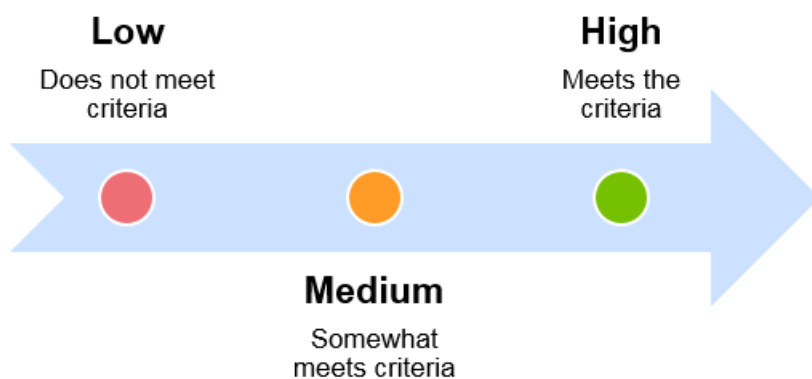 Low
Does not meet
criteria
Medium
Somewhat
meets criteria
High
Meets the
criteria